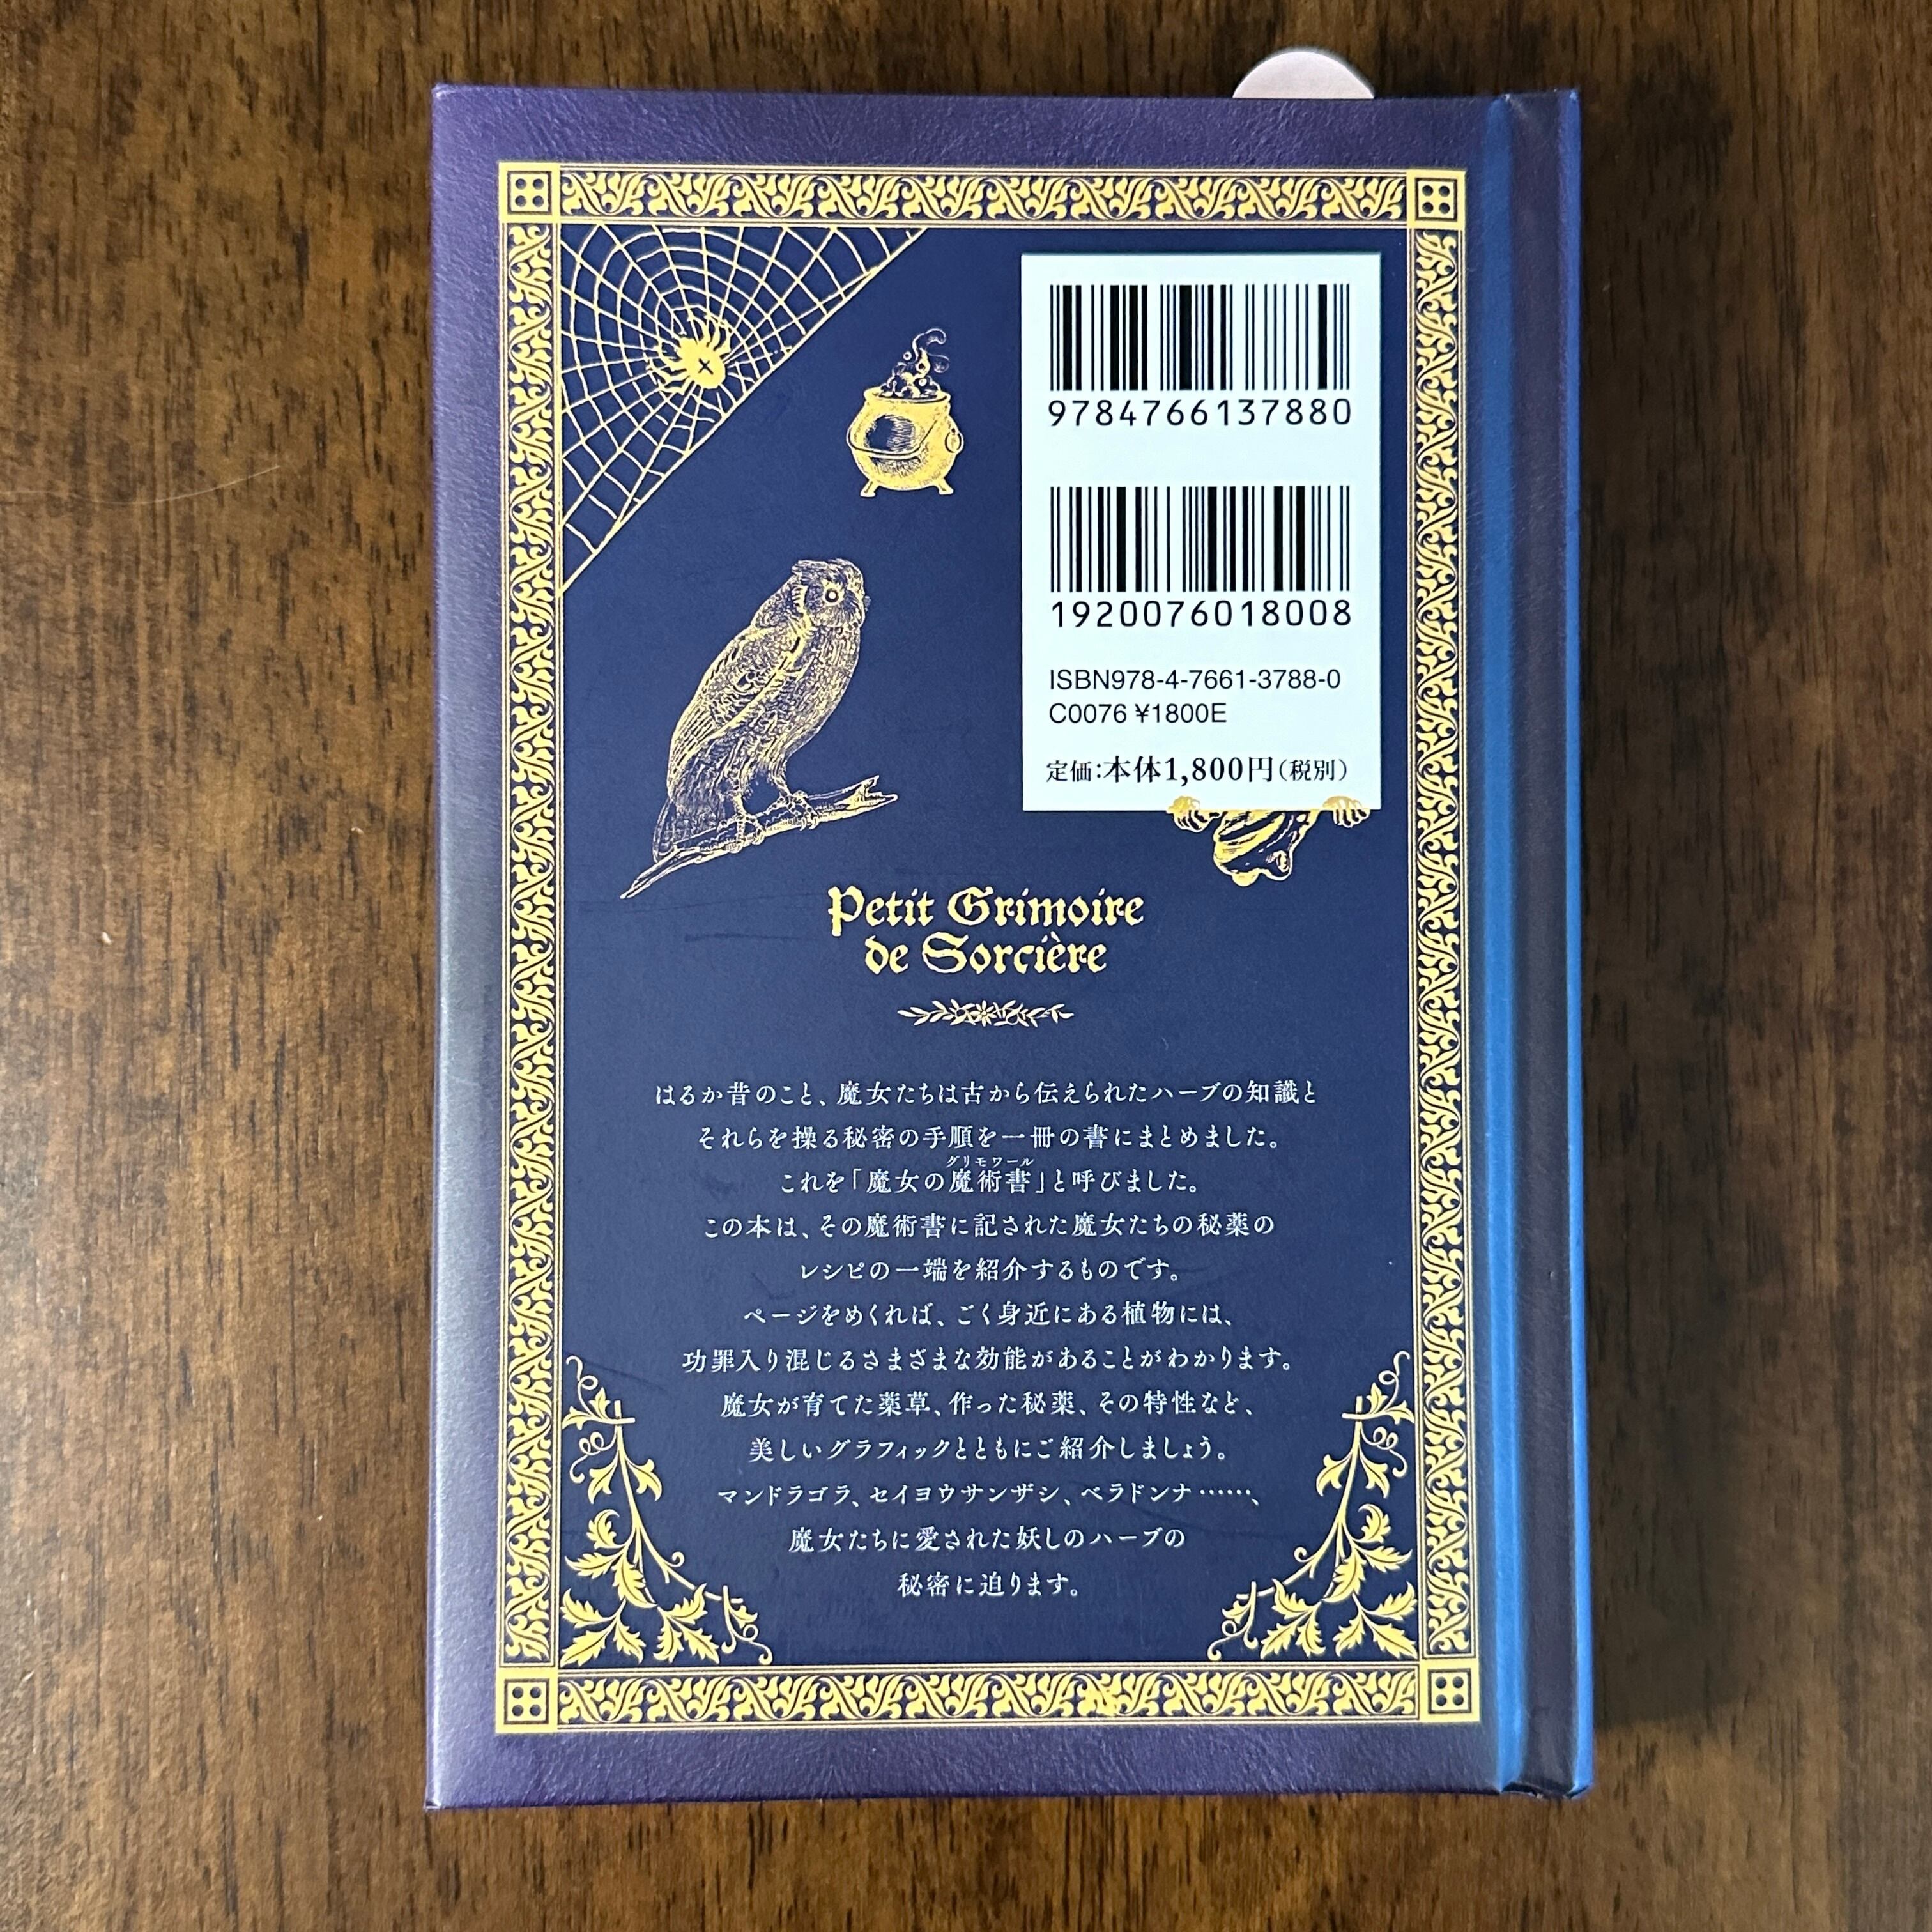 9784766137880
1920076018008
ISBN978-4-7661-3788-0
C0076 ¥1800E
定価:本体1,800円(税別)
Petit Grimoire
de Sorcière
はるか昔のこと、魔女たちは古から伝えられたハーブの知識と
それらを操る秘密の手順を一冊の書にまとめました。
グリモワール
これを「魔女の魔術書」と呼びました。
この本は、その魔術書に記された魔女たちの秘薬の
レシピの一端を紹介するものです。
ページをめくれば、ごく身近にある植物には、
功罪入り混じるさまざまな効能があることがわかります。
魔女が育てた薬草、作った秘薬、その特性など、
美しいグラフィックとともにご紹介しましょう。
マンドラゴラ、セイヨウサンザシ、ベラドンナ……、
魔女たちに愛された妖しのハーブの
秘密に迫ります。